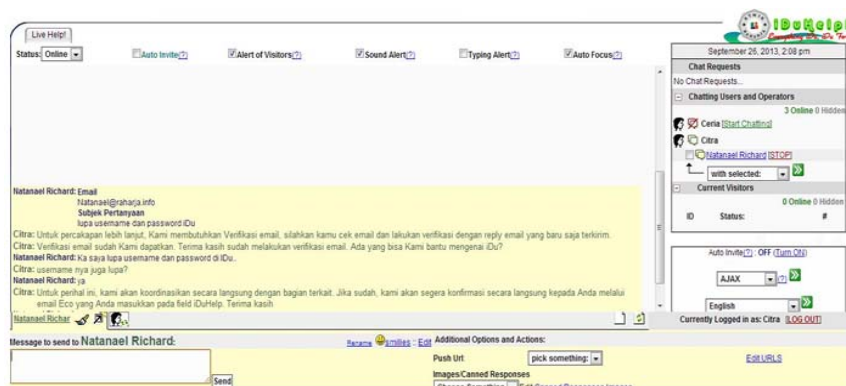 Live Help!
iDuHelp!
Status: Online
Auto Invite(?)
Alert of Visitors(?)
Sound Alert(?)
Typing Alert(?)
Auto Focus(?)
September 26, 2013, 2:08 pm
Chat Requests
No Chat Requests...
Chatting Users and Operators
3 Online 0 Hidden
Ceria [Start Chatting]
Citra
Natanael Richard [STOP]
with selected:
Current Visitors
0 Online 0 Hidden
ID Status: #
Natanael Richard: Email
Natanael@raharja.info
Subjek Pertanyaan
lupa username dan password iDu
Citra: Untuk percakapan lebih lanjut, Kami membutuhkan Verifikasi email, silahkan kamu cek email dan lakukan verifikasi dengan reply email yang baru saja terkirim.
Citra: Verifikasi email sudah Kami dapatkan. Terima kasih sudah melakukan verifikasi email. Ada yang bisa Kami bantu mengenai iDu?
Natanael Richard: Ka saya lupa username dan password di iDu..
Citra: username nya juga lupa?
Natanael Richard: ya
Citra: Untuk perihal ini, kami akan koordinasikan secara langsung dengan bagian terkait. Jika sudah, kami akan segera konfirmasi secara langsung kepada Anda melalui
email Eco yang Anda masukkan pada field iDuHelp. Terima kasih
Auto Invite(?) : OFF (Turn ON)
AJAX (?)
English
Natanael Richar
Currently Logged in as: Citra [LOG OUT]
Message to send to Natanael Richard:
Rename Smilies :: Edit
Additional Options and Actions:
Push Url:
pick something:
Edit URLS
Send
Images/Canned Responses